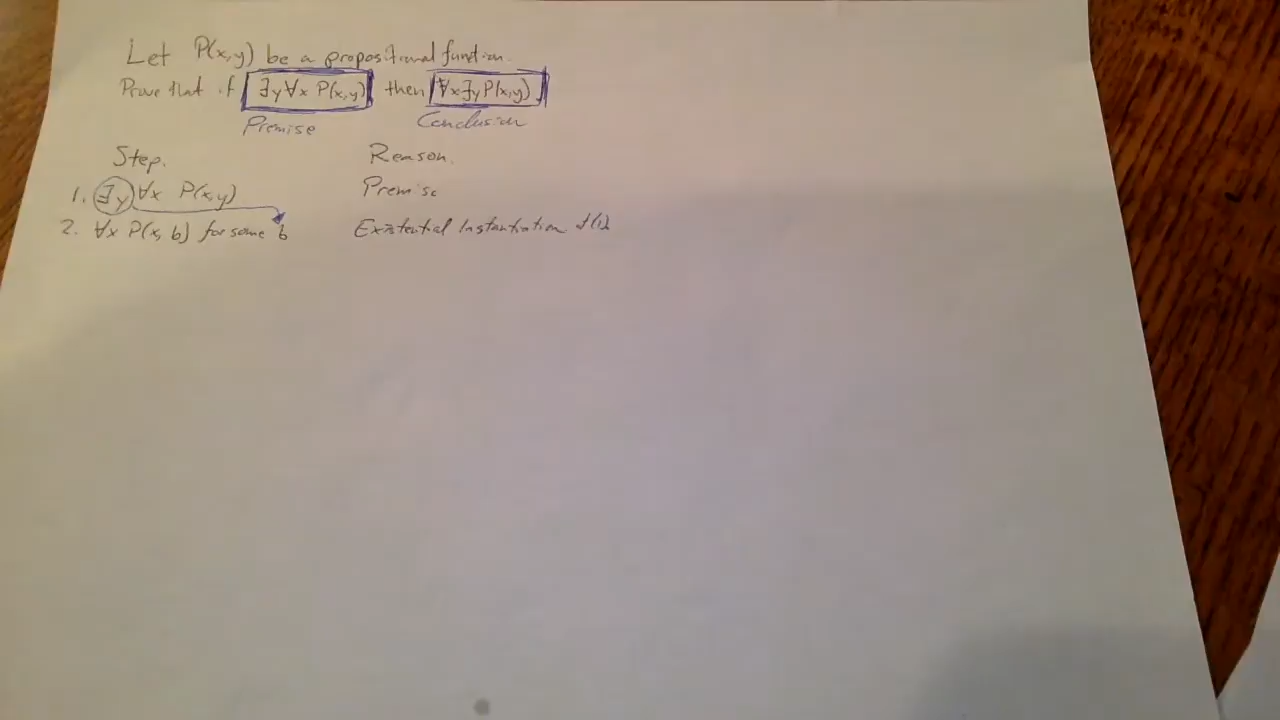 Let P(x,y) be a propositional function.
Prove that if ∃y∀x P(x,y) then ∀x∃y P(x,y)
Premise Conclusion
Step. Reason.
1. ∃y ∀x P(x,y) Premise
2. ∀x P(x, b) for some b Existential Instantiation of (1)